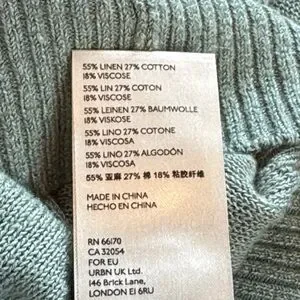 55% LINEN 27% COTTON
18% VISCOSE
55% LIN 27% COTON
18% VISCOSE
55% LEINEN 27% BAUMWOLLE
18% VISKOSE
55% LINO 27% COTONE
18% VISCOSA
55% LINO 27% ALGODÓN
18% VISCOSA
55% 亚麻 27% 棉 18% 粘胶纤维
MADE IN CHINA
HECHO EN CHINA
RN 66170
CA 32054
FOR EU
URBN UK Ltd.
146 Brick Lane,
LONDON E1 6RU